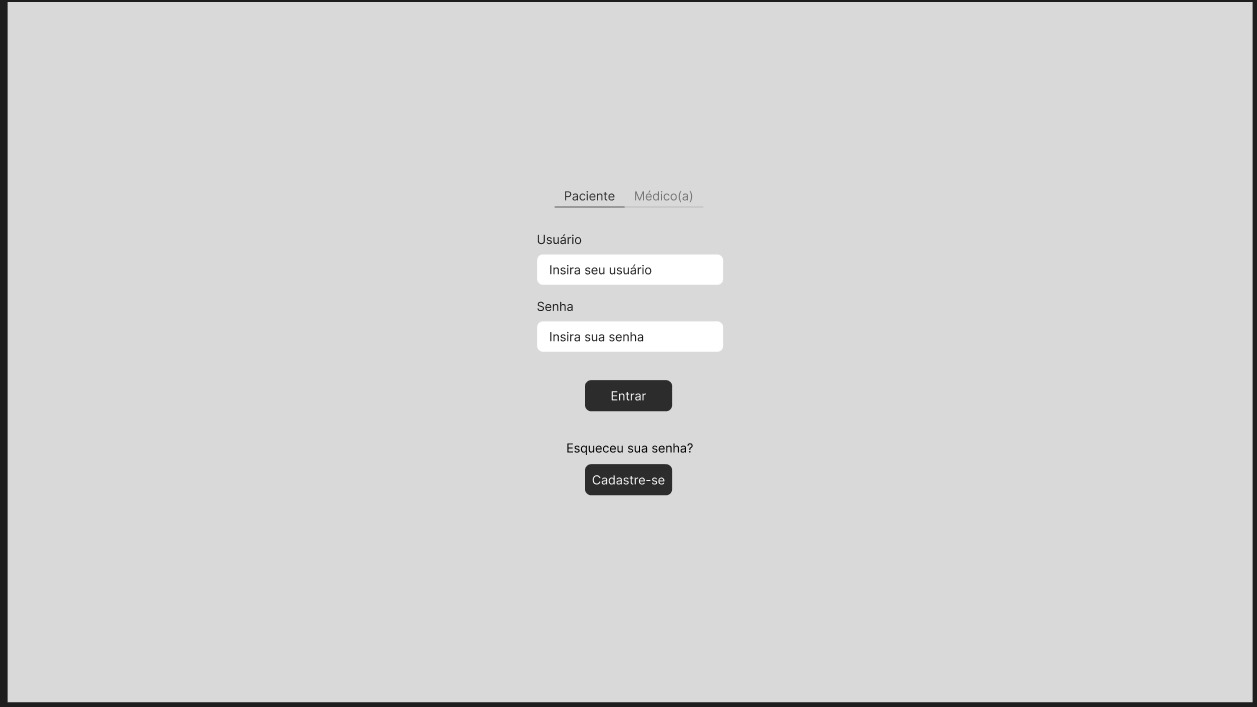 Paciente Médico(a)
Usuário
Insira seu usuário
Senha
Insira sua senha
Entrar
Esqueceu sua senha?
Cadastre-se